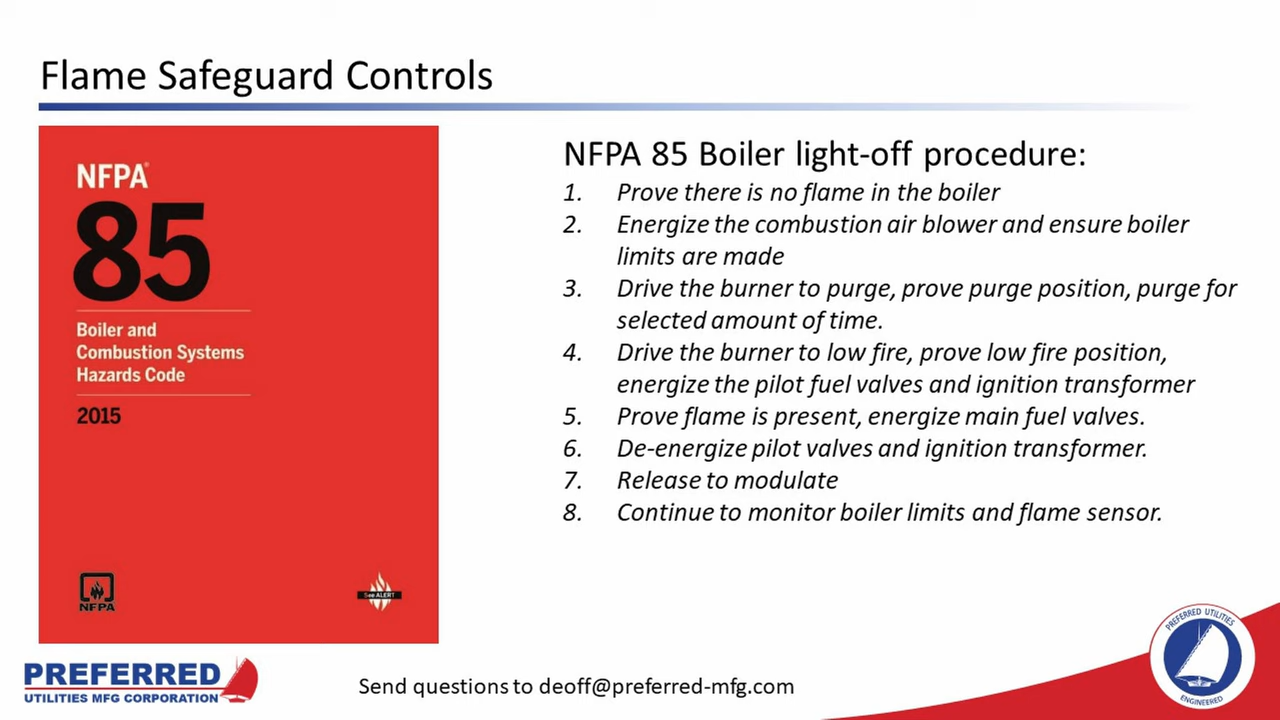 Flame Safeguard Controls
NFPA®
85
Boiler and
Combustion Systems
Hazards Code
2015
NFPA
See ALERT
NFPA 85 Boiler light-off procedure:
1. Prove there is no flame in the boiler
2. Energize the combustion air blower and ensure boiler
limits are made
3. Drive the burner to purge, prove purge position, purge for
selected amount of time.
4. Drive the burner to low fire, prove low fire position,
energize the pilot fuel valves and ignition transformer
5. Prove flame is present, energize main fuel valves.
6. De-energize pilot valves and ignition transformer.
7. Release to modulate
8. Continue to monitor boiler limits and flame sensor.
PREFERRED
UTILITIES MFG CORPORATION
Send questions to deoff@preferred-mfg.com
PREFERRED UTILITIES
ENGINEERED